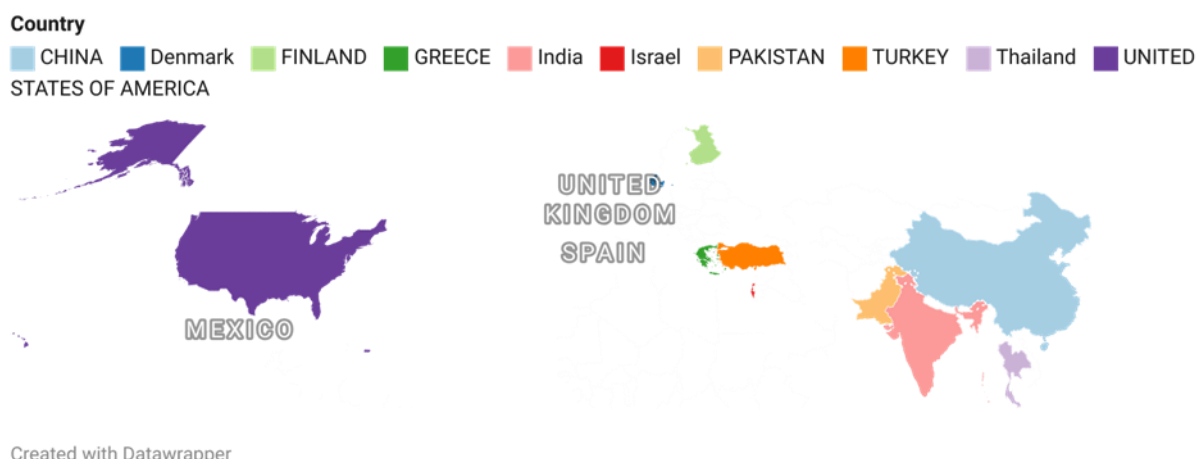 Country
CHINA Denmark FINLAND GREECE India Israel PAKISTAN TURKEY Thailand UNITED
STATES OF AMERICA
UNITED
KINGDOM
SPAIN
MEXICO
Created with Datawrapper